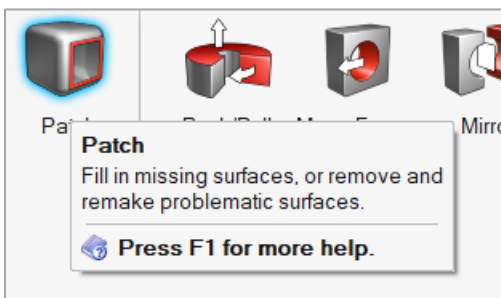 Patch
Fill in missing surfaces, or remove and
remake problematic surfaces.
Press F1 for more help.